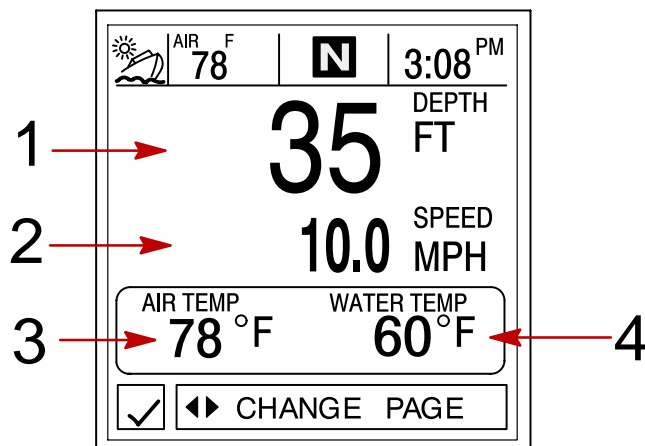 AIR F
78
N
3:08 PM
1
35
DEPTH
FT
2
10.0
SPEED
MPH
AIR TEMP
WATER TEMP
3
78 °F
60 °F
4
CHANGE PAGE